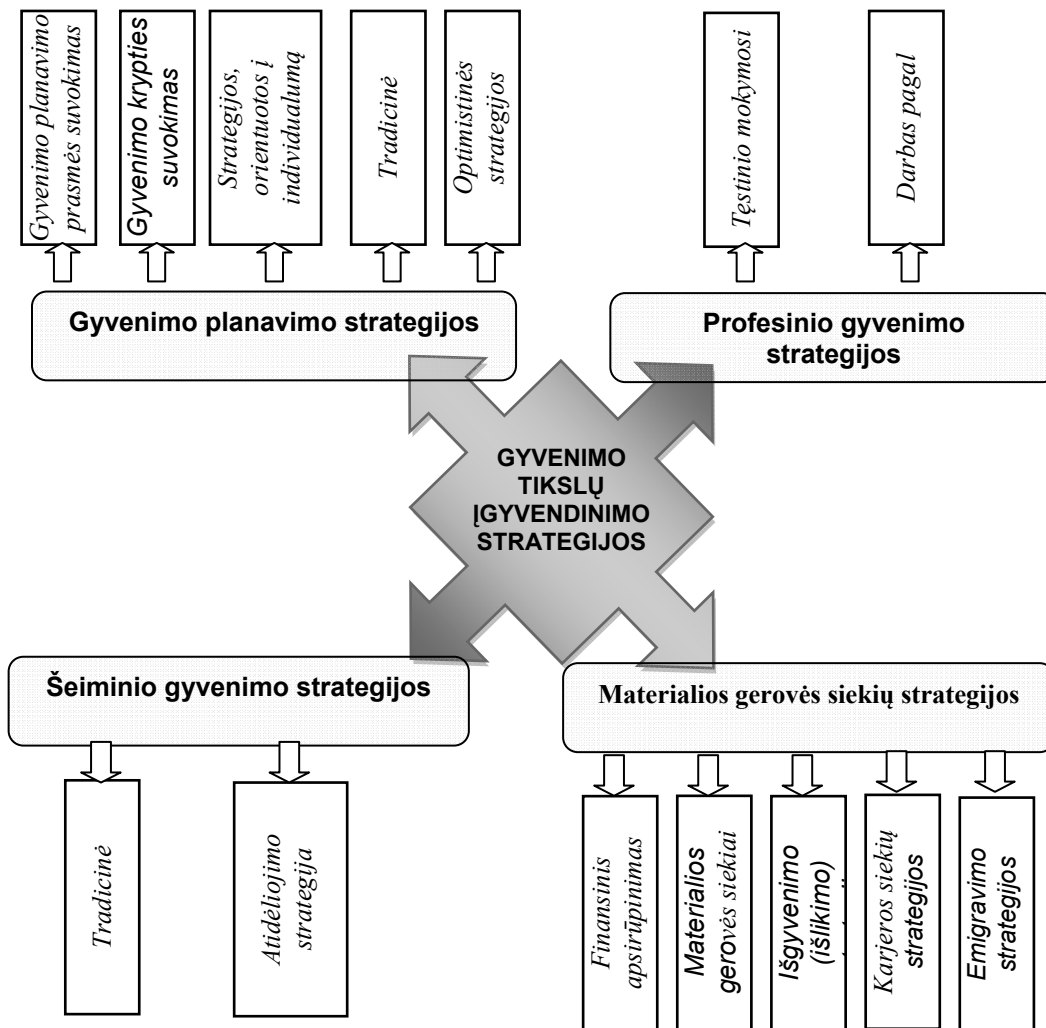 Gyvenimo planavimo
prasmės suvokimas
Gyvenimo krypties
suvokimas
Strategijos,
orientuotos į
individualumą
Tradicinė
Optimistinės
strategijos
Tęstinio mokymosi
Darbas pagal
Gyvenimo planavimo strategijos
Profesinio gyvenimo
strategijos
GYVENIMO
TIKSLŲ
ĮGYVENDINIMO
STRATEGIJOS
Šeiminio gyvenimo strategijos
Materialios gerovės siekių strategijos
Tradicinė
Atidėliojimo
strategija
Finansinis
apsirūpinimas
Materialios
gerovės siekiai
Išgyvenimo
(išlikimo)
Karjeros siekių
strategijos
Emigravimo
strategijos